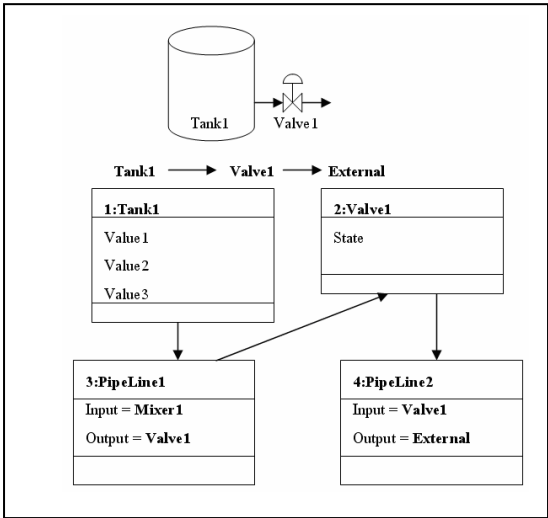 Tank1 Valve1
Tank1 Valve1 External
1:Tank1
Value1
Value2
Value3
2:Valve1
State
3:PipeLine1
Input = Mixer1
Output = Valve1
4:PipeLine2
Input = Valve1
Output = External